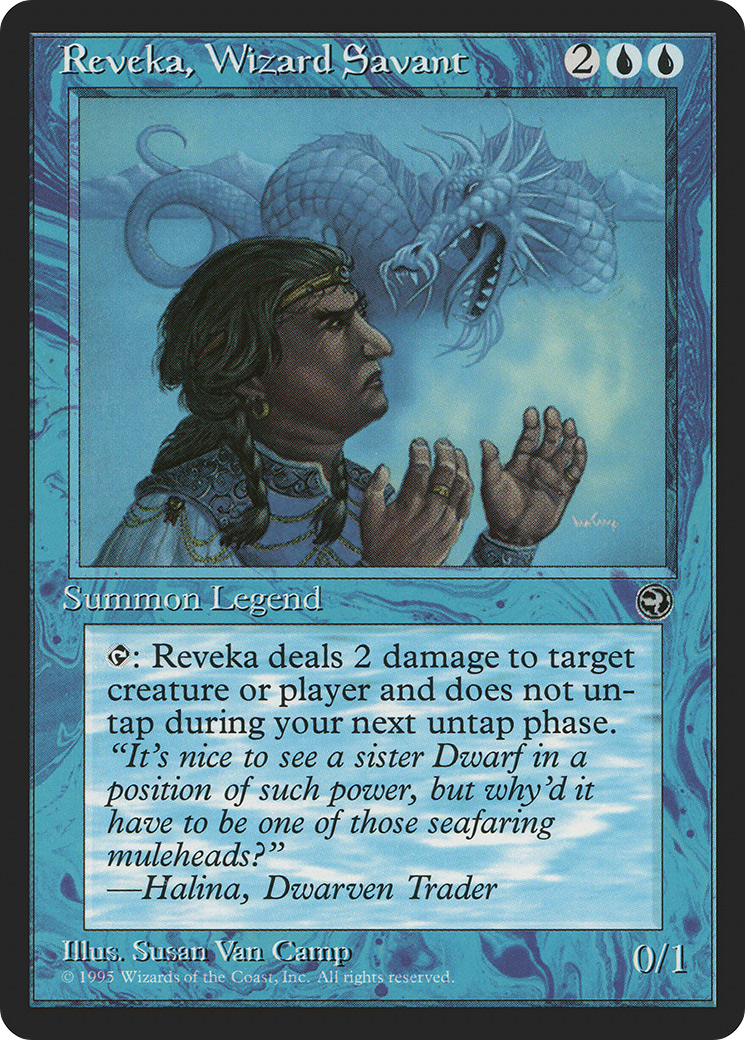 Reveka, Wizard Savant
2
Summon Legend
: Reveka deals 2 damage to target
creature or player and does not un-
tap during your next untap phase.
“It’s nice to see a sister Dwarf in a
position of such power, but why’d it
have to be one of those seafaring
muleheads?”
—Halina, Dwarven Trader
Illus. Susan Van Camp
0/1
© 1995 Wizards of the Coast, Inc. All rights reserved.